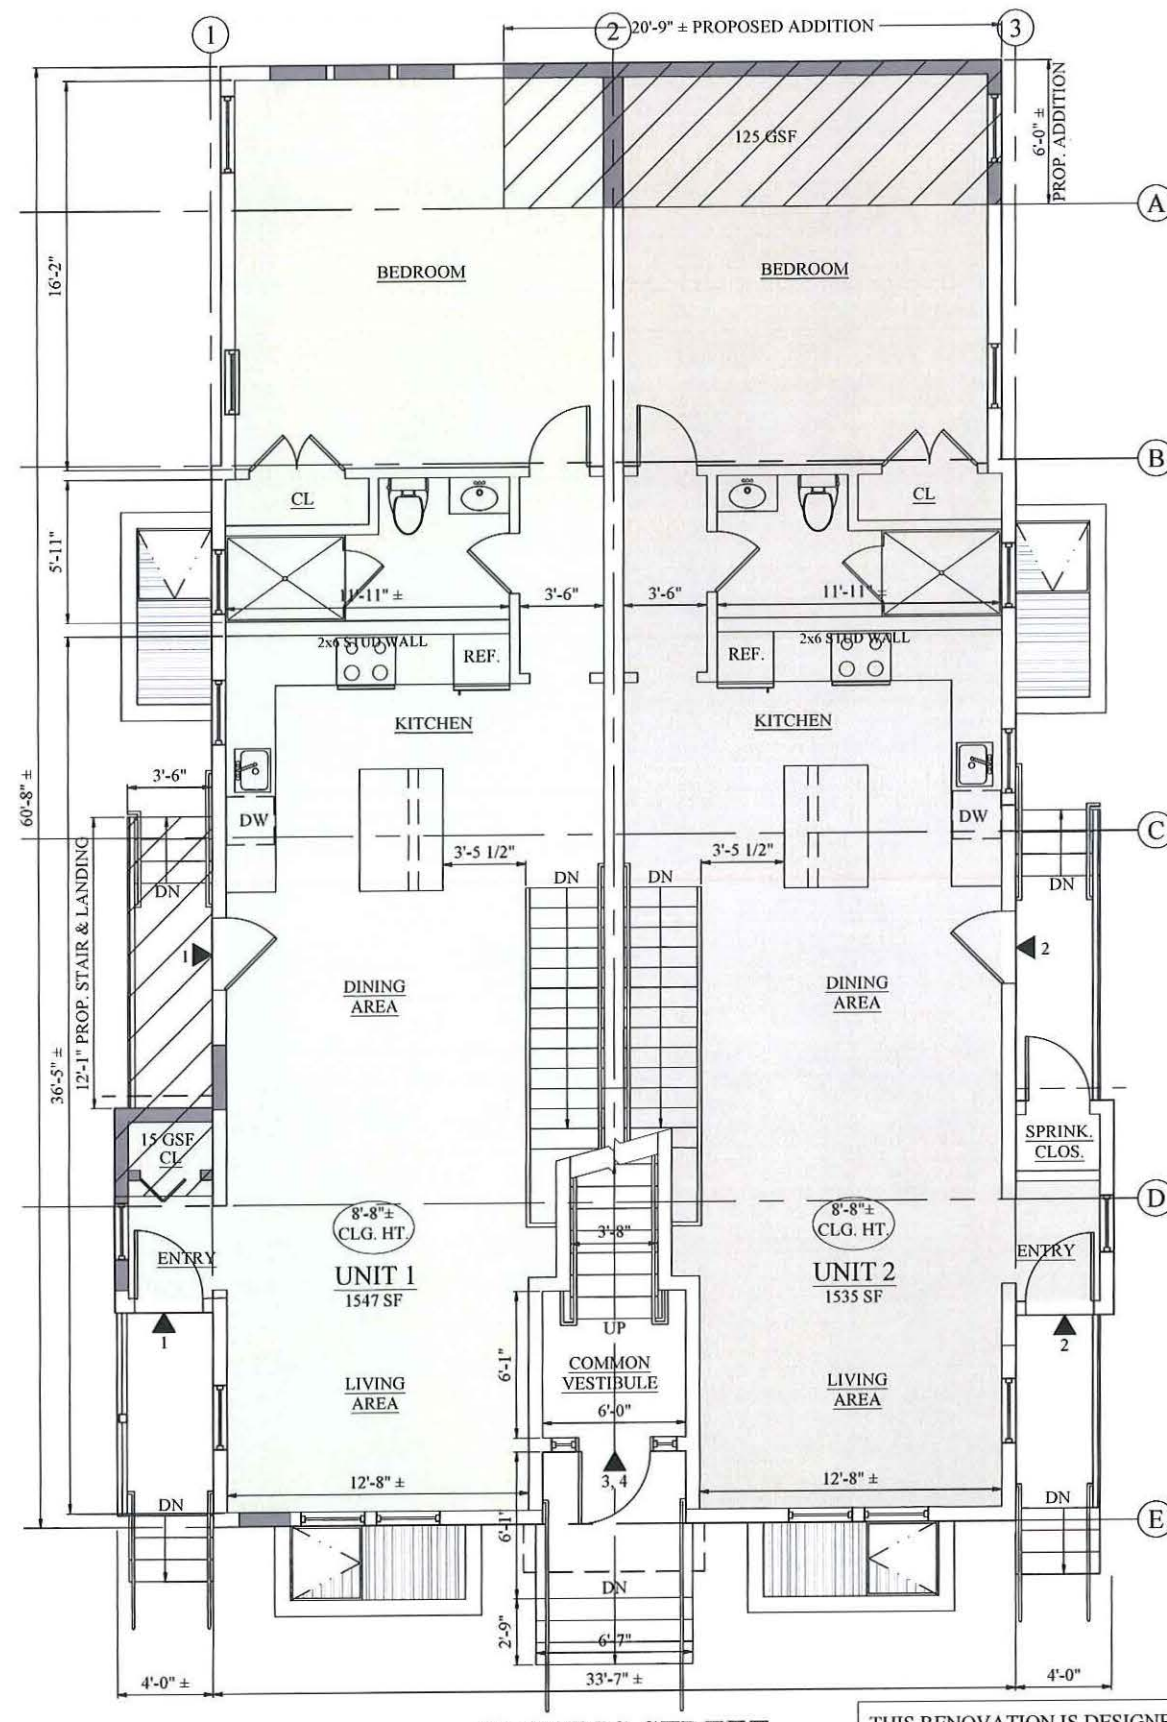 1
2
3
20'-9" ± PROPOSED ADDITION
6'-0" ±
PROP. ADDITION
125 GSF
A
16'-2"
BEDROOM
BEDROOM
B
CL
CL
5'-11"
11'-11" ±
3'-6"
3'-6"
11'-11" ±
2x6 STUD WALL
REF.
REF.
2x6 STUD WALL
KITCHEN
KITCHEN
60'-8" ±
3'-6"
DW
DW
C
3'-5 1/2"
3'-5 1/2"
DN
DN
DN
DN
12'-1" PROP. STAIR & LANDING
1
2
DINING
AREA
DINING
AREA
36'-5" ±
15 GSF
CL
SPRINK.
CLOS.
D
8'-8"±
CLG. HT.
8'-8"±
CLG. HT.
3'-8"
ENTRY
ENTRY
UNIT 1
1547 SF
UNIT 2
1535 SF
UP
1
2
6'-1"
COMMON
VESTIBULE
6'-0"
LIVING
AREA
LIVING
AREA
3, 4
12'-8" ±
12'-8" ±
DN
DN
6'-1"
E
DN
2'-9"
6'-7"
4'-0" ±
33'-7" ±
4'-0"
THIS RENOVATION IS DESIGNE